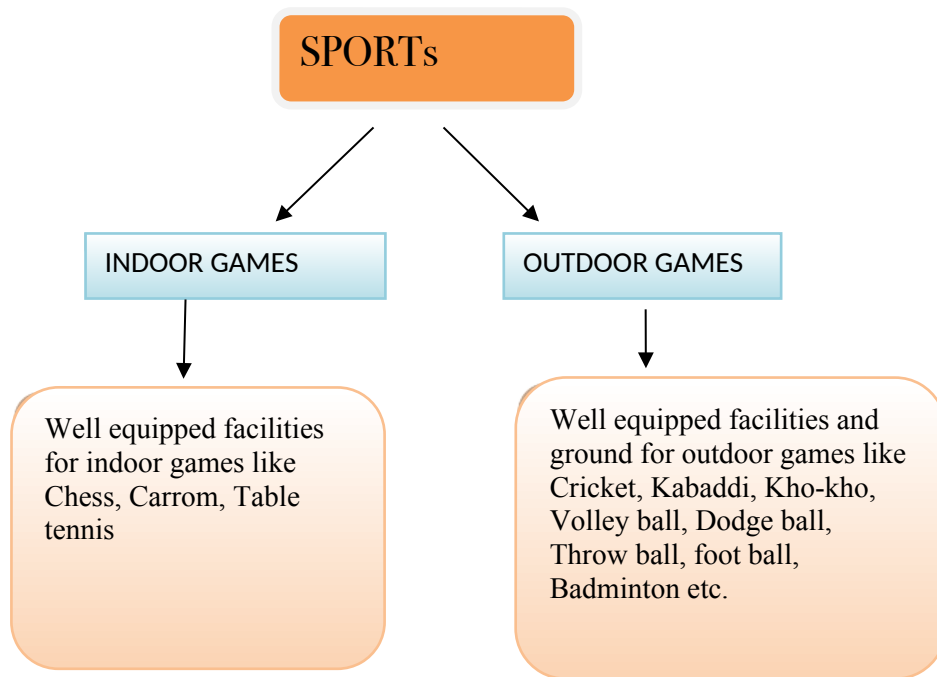 SPORTs
INDOOR GAMES
OUTDOOR GAMES
Well equipped facilities
for indoor games like
Chess, Carrom, Table
tennis
Well equipped facilities and
ground for outdoor games like
Cricket, Kabaddi, Kho-kho,
Volley ball, Dodge ball,
Throw ball, foot ball,
Badminton etc.